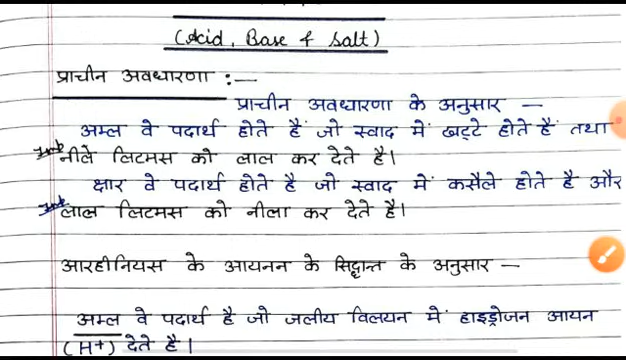 (Acid, Base & Salt)
प्राचीन अवधारणा :—
प्राचीन अवधारणा के अनुसार —
अम्ल वे पदार्थ होते हैं जो स्वाद में खट्टे होते हैं तथा
नीले लिटमस को लाल कर देते है।
क्षार वे पदार्थ होते है जो स्वाद में कसैले होते है और
लाल लिटमस को नीला कर देते है।
आरहीनियस के आयनन के सिद्धान्त के अनुसार —
अम्ल वे पदार्थ है जो जलीय विलयन में हाइड्रोजन आयन
(H+) देते है।